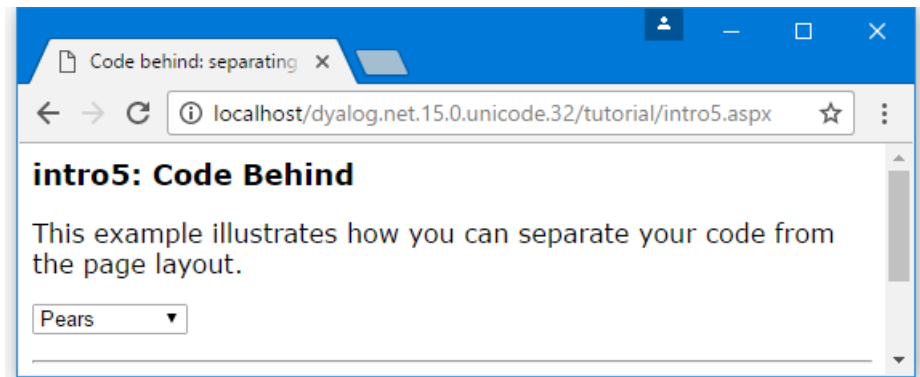 Code behind: separating
localhost/dyalog.net.15.0.unicode.32/tutorial/intro5.aspx
intro5: Code Behind
This example illustrates how you can separate your code from
the page layout.
Pears